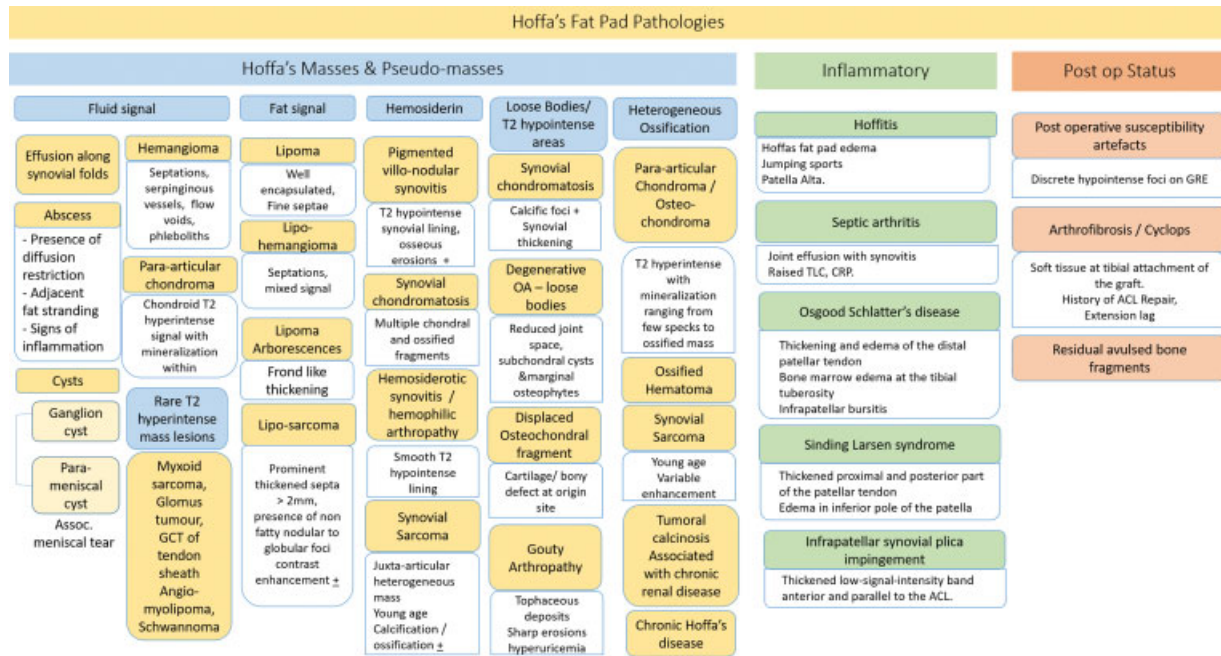 Hoffa's Fat Pad Pathologies
Hoffa's Masses & Pseudo-masses
Fluid signal
Effusion along
synovial folds
Abscess
- Presence of
diffusion
restriction
- Adjacent
fat stranding
- Signs of
inflammation
Cysts
Ganglion
cyst
Para-
meniscal cyst
Assoc.
meniscal tear
Hemangioma
Septations,
serpinginous
vessels, flow
voids,
phleboliths
Para-articular
chondroma
Chondroid T2
hyperintense
signal with
mineralization
within
Rare T2
hyperintense
mass lesions
Myxoid
sarcoma,
Glomus
tumour,
GCT of
tendon
sheath
Angio-
myolipoma,
Schwannoma
Fat signal
Lipoma
Well
encapsulated,
Fine septae
Lipo-
hemangioma
Septations,
mixed signal
Lipoma
Arborescences
Frond like
thickening
Lipo-sarcoma
Prominent
thickened septa
> 2mm,
presence of non
fatty nodular to
globular foci
contrast
enhancement ±
Hemosiderin
Pigmented
villo-nodular
synovitis
T2 hypointense
synovial lining,
osseous
erosions +
Synovial
chondromatosis
Multiple chondral
and ossified
fragments
Hemosiderotic
synovitis /
hemophilic
arthropathy
Smooth T2
hypointense
lining
Synovial
Sarcoma
Juxta-articular
heterogeneous
mass
Young age
Calcification /
ossification ±
Loose Bodies/
T2 hypointense
areas
Synovial
chondromatosis
Calcific foci +
Synovial
thickening
Degenerative
OA – loose
bodies
Reduced joint
space,
subchondral cysts
&marginal
osteophytes
Displaced
Osteochondral
fragment
Cartilage/ bony
defect at origin
site
Gouty
Arthropathy
Tophaceous
deposits
Sharp erosions
hyperuricemia
Heterogeneous
Ossification
Para-articular
Chondroma /
Osteo-
chondroma
T2 hyperintense
with
mineralization
ranging from
few specks to
ossified mass
Ossified
Hematoma
Synovial
Sarcoma
Young age
Variable
enhancement
Tumoral
calcinosis
Associated
with chronic
renal disease
Chronic Hoffa's
disease
Inflammatory
Hoffitis
Hoffas fat pad edema
Jumping sports
Patella Alta.
Septic arthritis
Joint effusion with synovitis
Raised TLC, CRP.
Osgood Schlatter's disease
Thickening and edema of the distal
patellar tendon
Bone marrow edema at the tibial
tuberosity
Infrapatellar bursitis
Sinding Larsen syndrome
Thickened proximal and posterior part
of the patellar tendon
Edema in inferior pole of the patella
Infrapatellar synovial plica
impingement
Thickened low-signal-intensity band
anterior and parallel to the ACL.
Post op Status
Post operative susceptibility
artefacts
Discrete hypointense foci on GRE
Arthrofibrosis / Cyclops
Soft tissue at tibial attachment of
the graft.
History of ACL Repair,
Extension lag
Residual avulsed bone
fragments